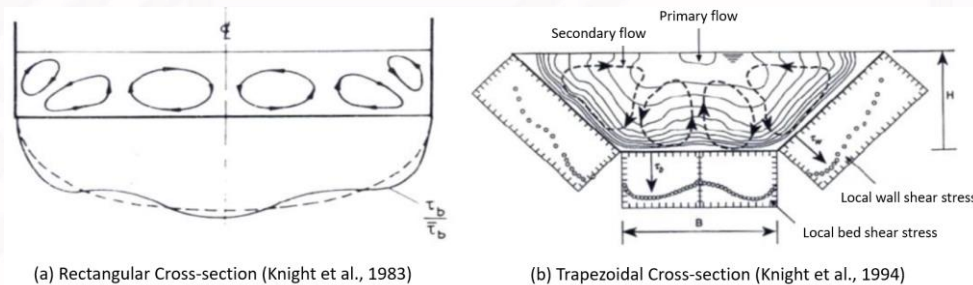 ℄
τb
τ̄b
(a) Rectangular Cross-section (Knight et al., 1983)
Primary flow
Secondary flow
H
τw
τb
Local wall shear stress
B
Local bed shear stress
(b) Trapezoidal Cross-section (Knight et al., 1994)